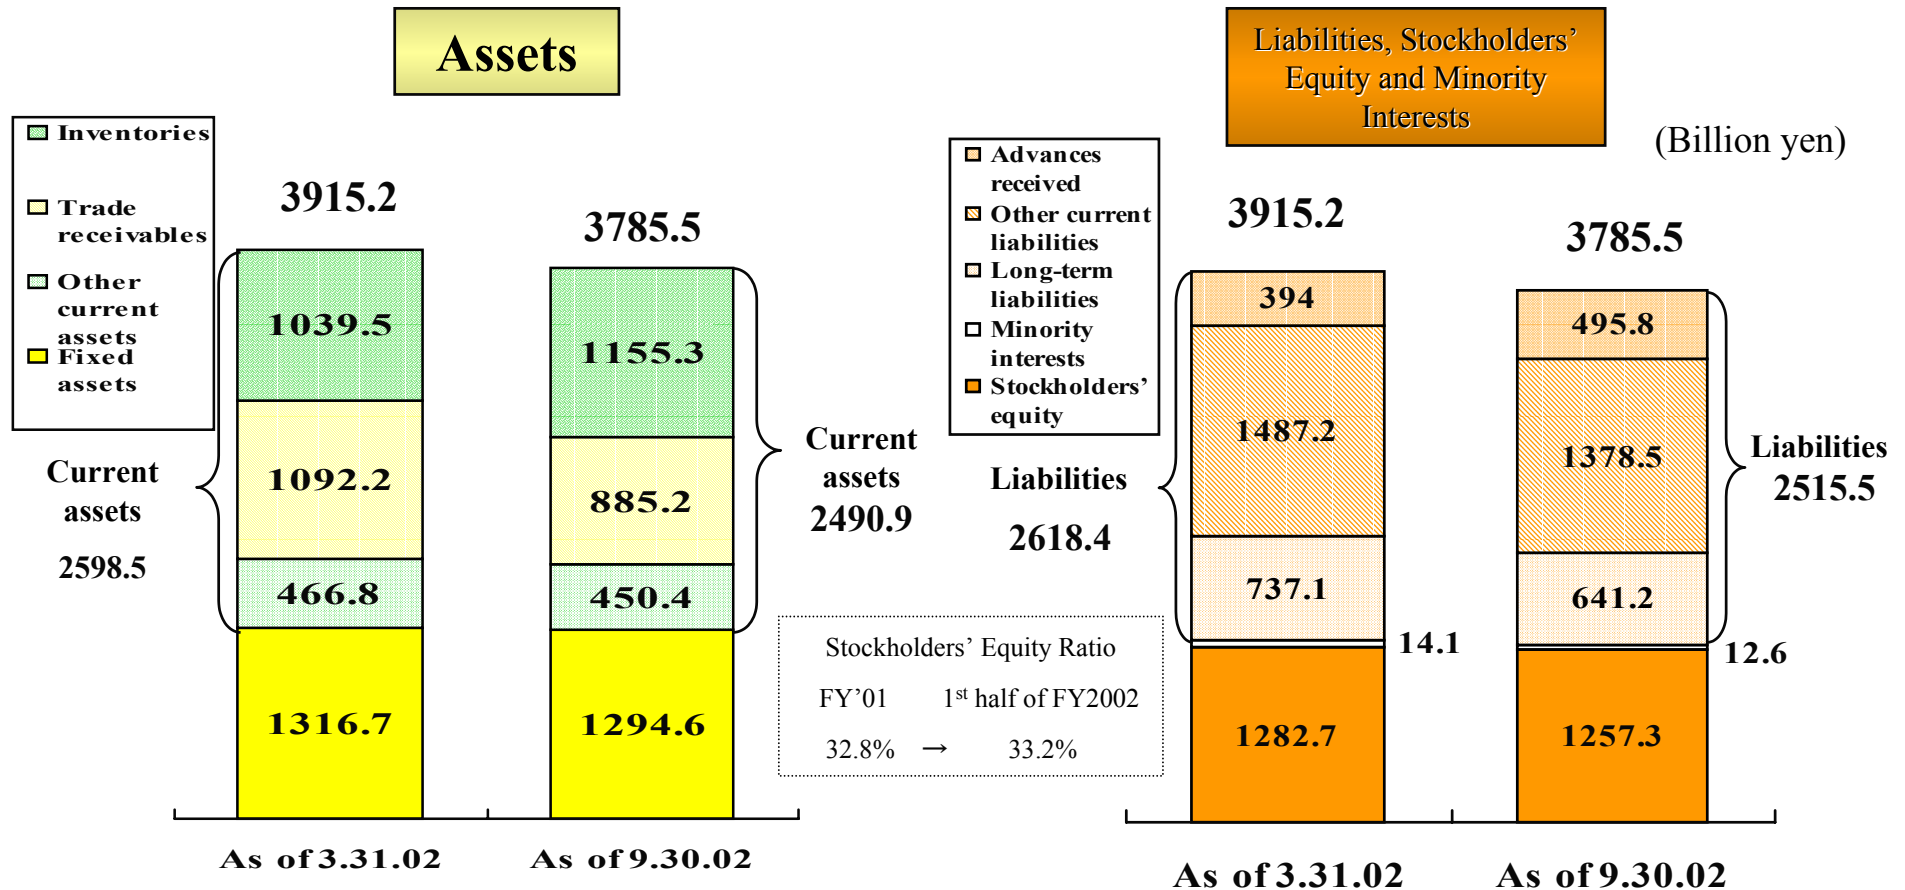 Assets
Liabilities, Stockholders’
Equity and Minority
Interests
(Billion yen)
Inventories
Trade
receivables
Other
current
assets
Fixed
assets
3915.2
3785.5
1039.5
1155.3
1092.2
885.2
466.8
450.4
1316.7
1294.6
Current
assets
2598.5
Current
assets
2490.9
As of 3.31.02
As of 9.30.02
Advances
received
Other current
liabilities
Long-term
liabilities
Minority
interests
Stockholders’
equity
3915.2
3785.5
394
495.8
1487.2
1378.5
737.1
641.2
14.1
12.6
1282.7
1257.3
Liabilities
2618.4
Liabilities
2515.5
As of 3.31.02
As of 9.30.02
Stockholders’ Equity Ratio
FY’01 1st half of FY2002
32.8% → 33.2%